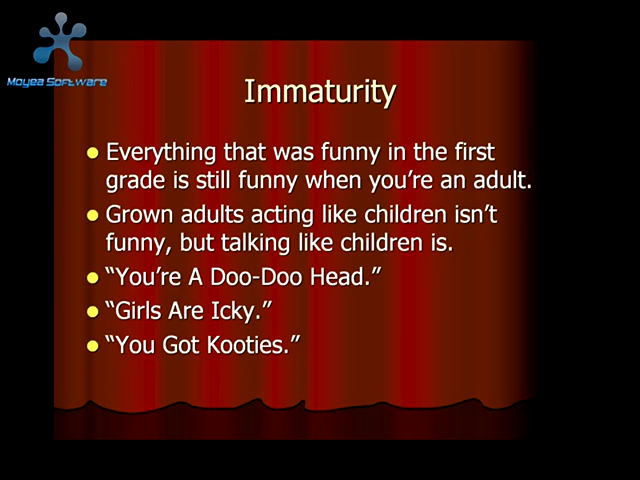 Moyea Software
Immaturity
Everything that was funny in the first
grade is still funny when you're an adult.
Grown adults acting like children isn't
funny, but talking like children is.
“You're A Doo-Doo Head.”
“Girls Are Icky.”
“You Got Kooties.”